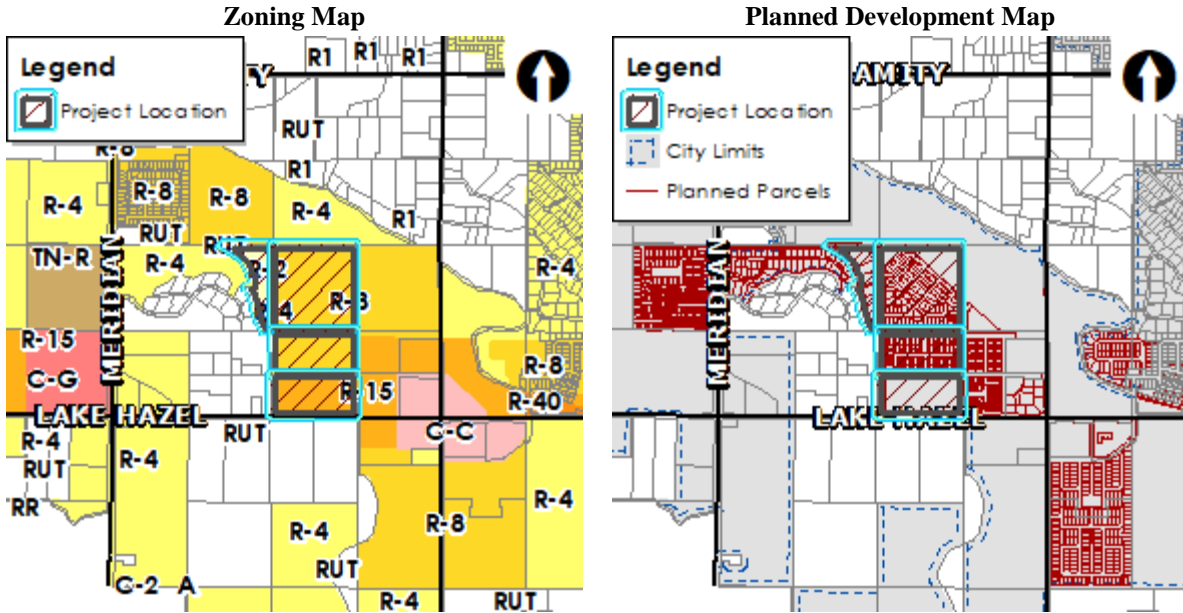 Zoning Map
Planned Development Map
Legend
Project Location
R1
R1
R1
RUT
R1
R-8
R-8
R-4
R-8
R-4
R1
RUT
TN-R
R-4
R-4
R-8
R-15
C-G
R-8
R-15
R-40
MERIDIAN
LAKE HAZEL
RUT
C-C
R-4
R-4
RUT
RR
R-4
R-4
R-8
RUT
C-2
A
R-4
RUT
Legend
Project Location
City Limits
Planned Parcels
AMITY
MERIDIAN
LAKE HAZEL